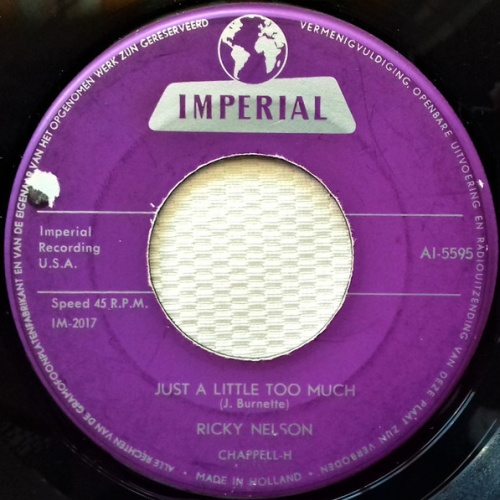 ALLE RECHTEN VAN DE GRAMOFOONPLATENFABRIKANT EN VAN DE EIGENAAR VAN HET OPGENOMEN WERK ZIJN GERESERVEERD
VERMENIGVULDIGING, OPENBARE UITVOERING EN RADIOUITZENDING VAN DEZE PLAAT ZIJN VERBODEN
IMPERIAL
Imperial
Recording
U.S.A.
AI-5595
Speed 45 R.P.M.
IM-2017
JUST A LITTLE TOO MUCH
(J. Burnette)
RICKY NELSON
CHAPPELL-H
• MADE IN HOLLAND •